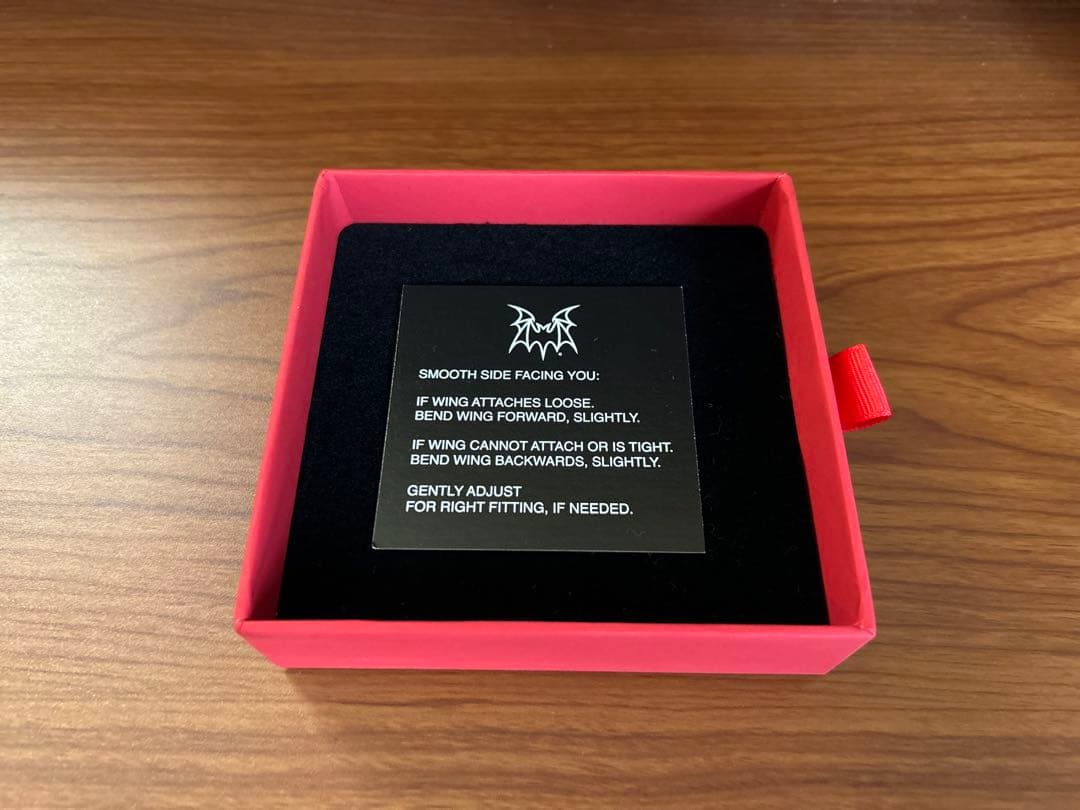 SMOOTH SIDE FACING YOU:
IF WING ATTACHES LOOSE.
BEND WING FORWARD, SLIGHTLY.
IF WING CANNOT ATTACH OR IS TIGHT.
BEND WING BACKWARDS, SLIGHTLY.
GENTLY ADJUST
FOR RIGHT FITTING, IF NEEDED.